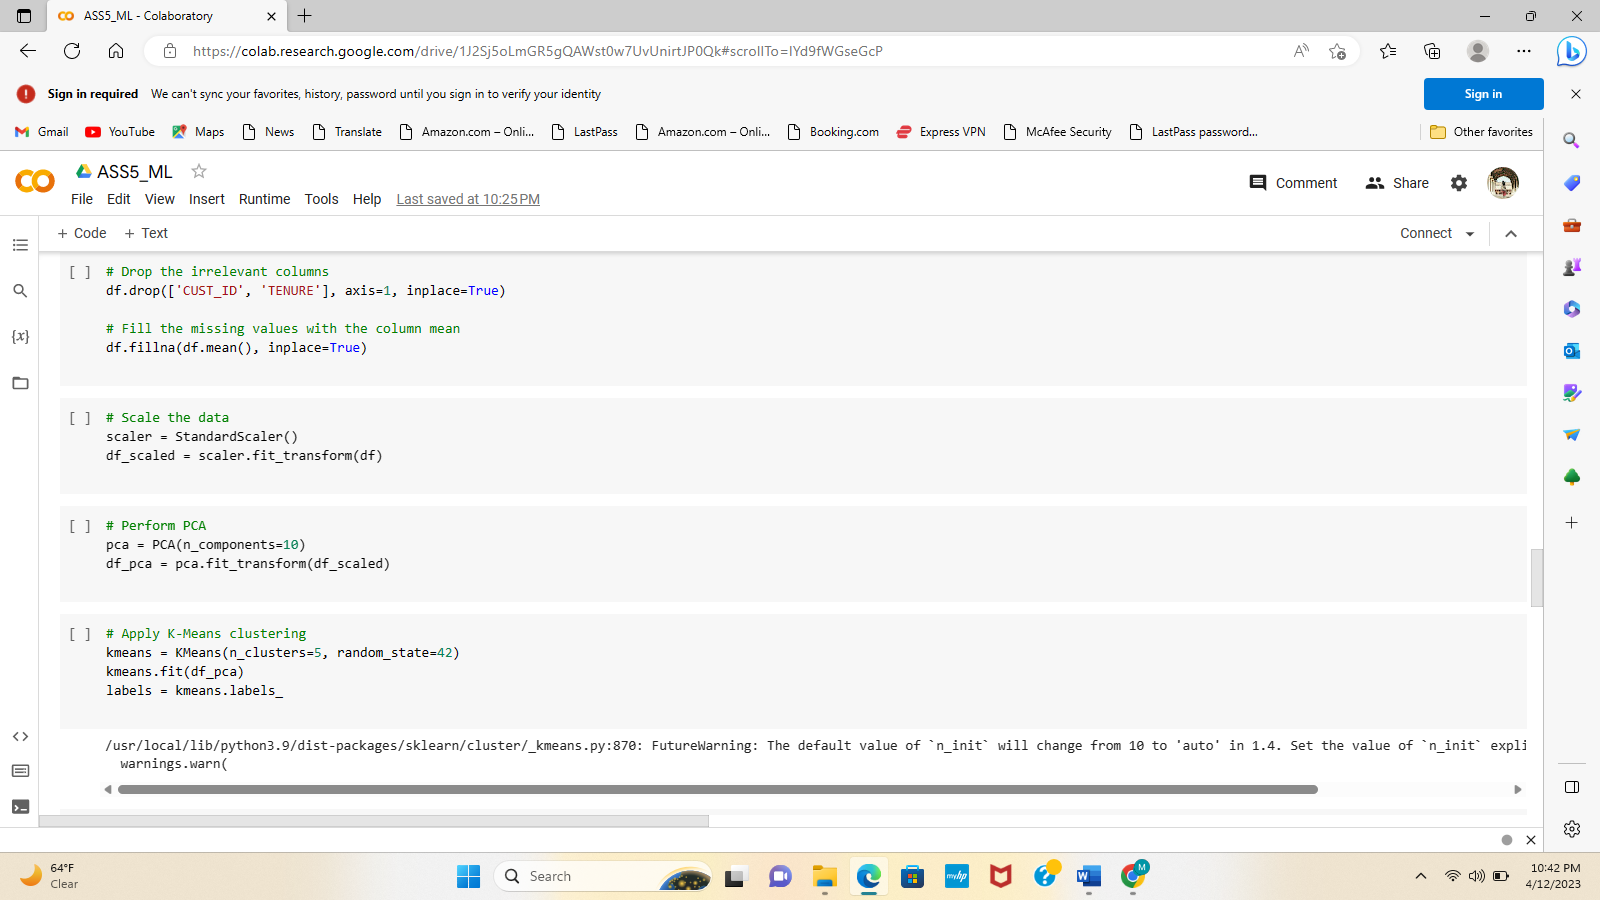 ASS5_ML - Colaboratory
https://colab.research.google.com/drive/1J2Sj5oLmGR5gQAWst0w7UvUnirtJP0Qk#scrollTo=IYd9fWGseGcP
Sign in required We can't sync your favorites, history, password until you sign in to verify your identity
Sign in
Gmail YouTube Maps News Translate Amazon.com – Onli... LastPass Amazon.com – Onli... Booking.com Express VPN McAfee Security LastPass password... Other favorites
ASS5_ML
Comment Share
File Edit View Insert Runtime Tools Help Last saved at 10:25 PM
+ Code + Text Connect
[ ] # Drop the irrelevant columns
df.drop(['CUST_ID', 'TENURE'], axis=1, inplace=True)
# Fill the missing values with the column mean
df.fillna(df.mean(), inplace=True)
[ ] # Scale the data
scaler = StandardScaler()
df_scaled = scaler.fit_transform(df)
[ ] # Perform PCA
pca = PCA(n_components=10)
df_pca = pca.fit_transform(df_scaled)
[ ] # Apply K-Means clustering
kmeans = KMeans(n_clusters=5, random_state=42)
kmeans.fit(df_pca)
labels = kmeans.labels_
/usr/local/lib/python3.9/dist-packages/sklearn/cluster/_kmeans.py:870: FutureWarning: The default value of `n_init` will change from 10 to 'auto' in 1.4. Set the value of `n_init` expli
warnings.warn(
64°F
Clear
Search
10:42 PM
4/12/2023